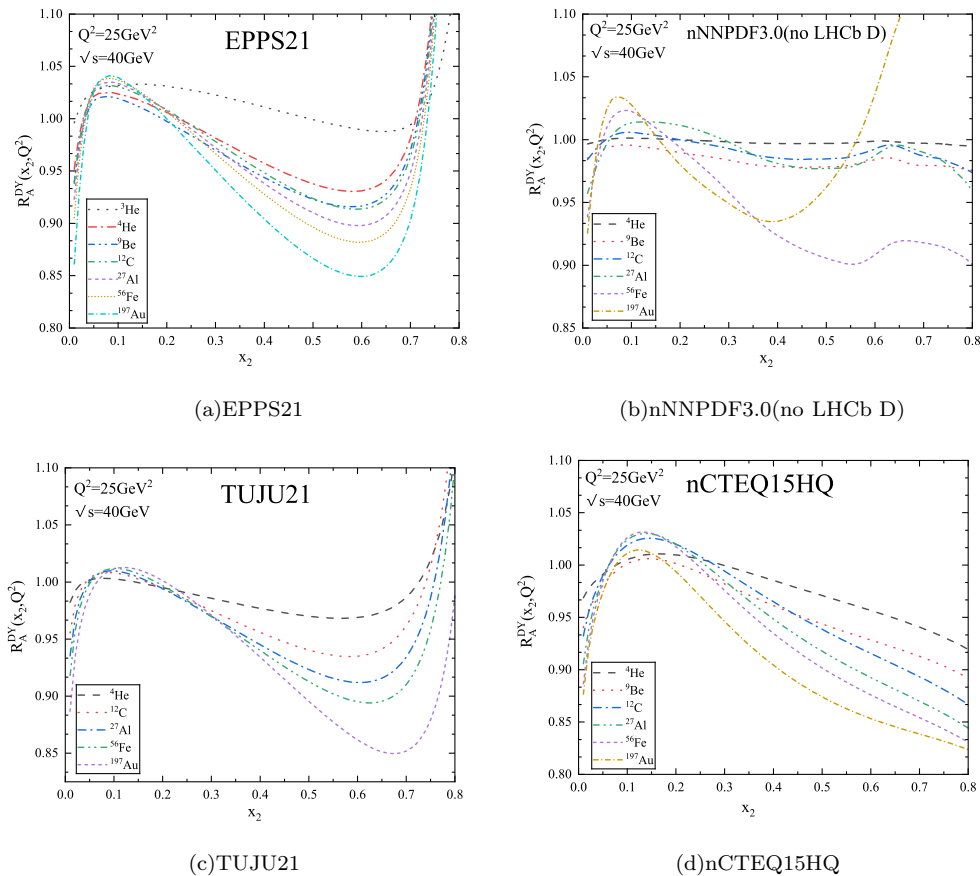 EPPS21
Q²=25GeV²
√s=40GeV
R_A^DY(x₂,Q²)
1.10
1.05
1.00
0.95
0.90
0.85
0.80
³He
⁴He
⁹Be
¹²C
²⁷Al
⁵⁶Fe
¹⁹⁷Au
0.0 0.1 0.2 0.3 0.4 0.5 0.6 0.7 0.8
x₂
(a)EPPS21
nNNPDF3.0(no LHCb D)
Q²=25GeV²
√s=40GeV
R_A^DY(x₂,Q²)
1.10
1.05
1.00
0.95
0.90
0.85
⁴He
⁹Be
¹²C
²⁷Al
⁵⁶Fe
¹⁹⁷Au
0.0 0.1 0.2 0.3 0.4 0.5 0.6 0.7 0.8
x₂
(b)nNNPDF3.0(no LHCb D)
TUJU21
Q²=25GeV²
√s=40GeV
R_A^DY(x₂,Q²)
1.10
1.05
1.00
0.95
0.90
0.85
⁴He
¹²C
²⁷Al
⁵⁶Fe
¹⁹⁷Au
0.0 0.1 0.2 0.3 0.4 0.5 0.6 0.7 0.8
x₂
(c)TUJU21
nCTEQ15HQ
Q²=25GeV²
√s=40GeV
R_A^DY(x₂,Q²)
1.10
1.05
1.00
0.95
0.90
0.85
0.80
⁴He
⁹Be
¹²C
²⁷Al
⁵⁶Fe
¹⁹⁷Au
0.0 0.1 0.2 0.3 0.4 0.5 0.6 0.7 0.8
x₂
(d)nCTEQ15HQ